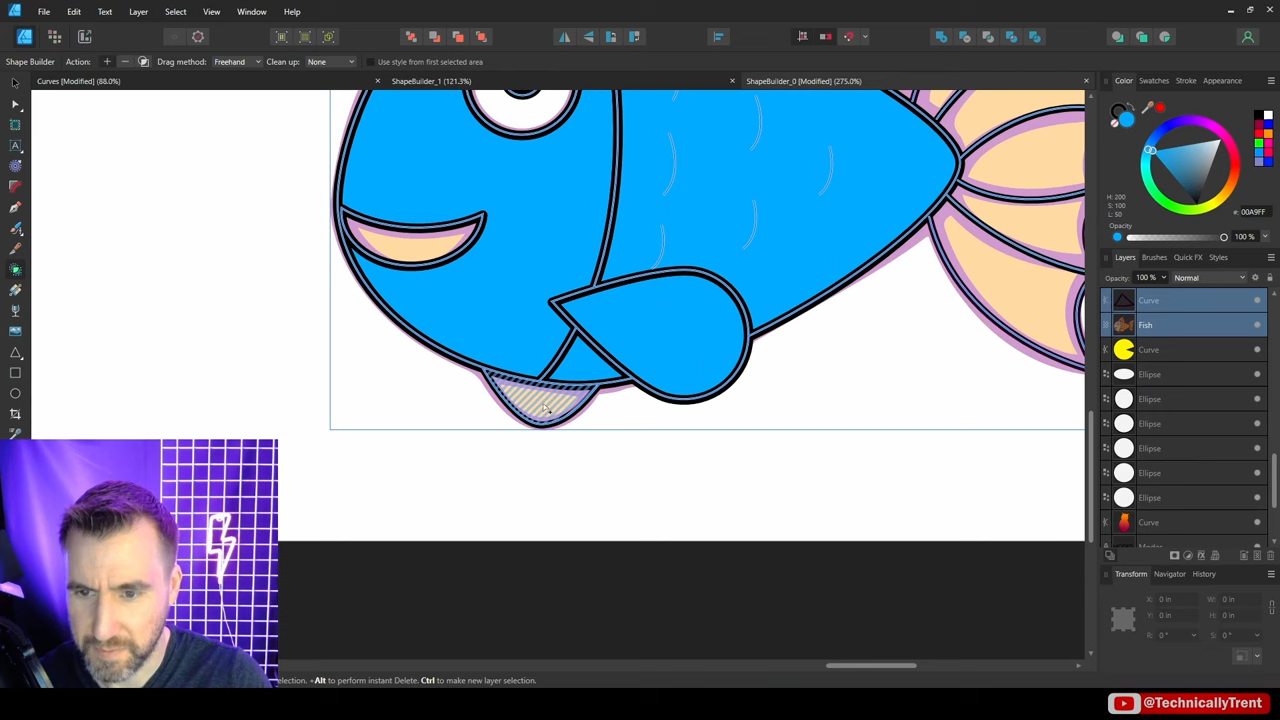 File Edit Text Layer Select View Window Help
Shape Builder Action: Drag method: Freehand Clean up: None Use style from first selected area
Curves [Modified] (88.0%) ShapeBuilder_1 (121.3%) ShapeBuilder_0 [Modified] (275.0%)
Color Swatches Stroke Appearance
H: 200
S: 100
L: 50
#: 00A9FF
Opacity
100 %
Layers Brushes Quick FX Styles
Opacity: 100 % Normal
Curve
Fish
Curve
Ellipse
Ellipse
Ellipse
Ellipse
Ellipse
Ellipse
Curve
Transform Navigator History
X: 0 in W: 0 in
Y: 0 in H: 0 in
R: 0 ° S: 0 °
selection. +Alt to perform instant Delete. Ctrl to make new layer selection.
@TechnicallyTrent